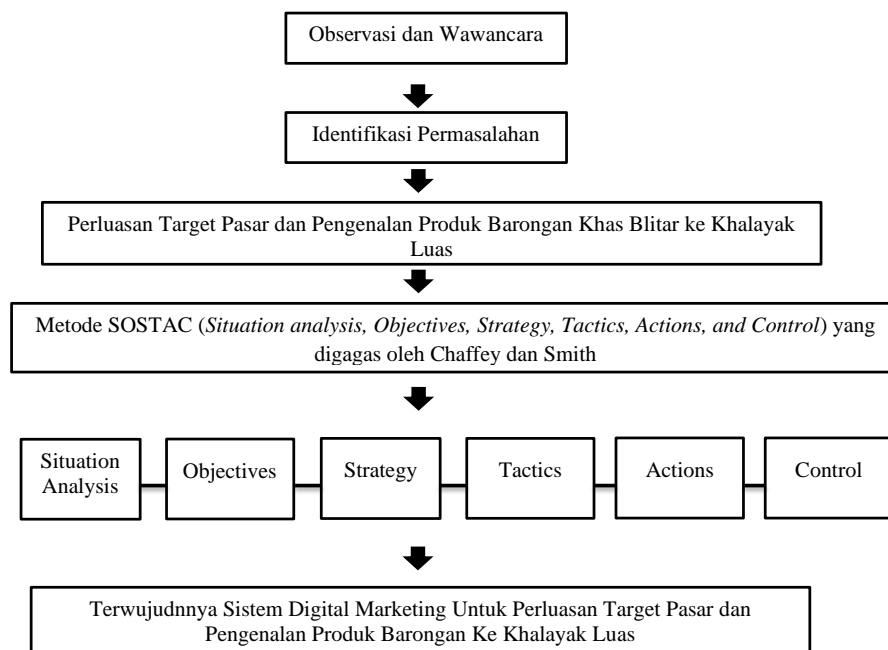 Observasi dan Wawancara
Identifikasi Permasalahan
Perluasan Target Pasar dan Pengenalan Produk Barongan Khas Blitar ke Khalayak
Luas
Metode SOSTAC (Situation analysis, Objectives, Strategy, Tactics, Actions, and Control) yang
digagas oleh Chaffey dan Smith
Situation
Analysis
Objectives
Strategy
Tactics
Actions
Control
Terwujudnnya Sistem Digital Marketing Untuk Perluasan Target Pasar dan
Pengenalan Produk Barongan Ke Khalayak Luas